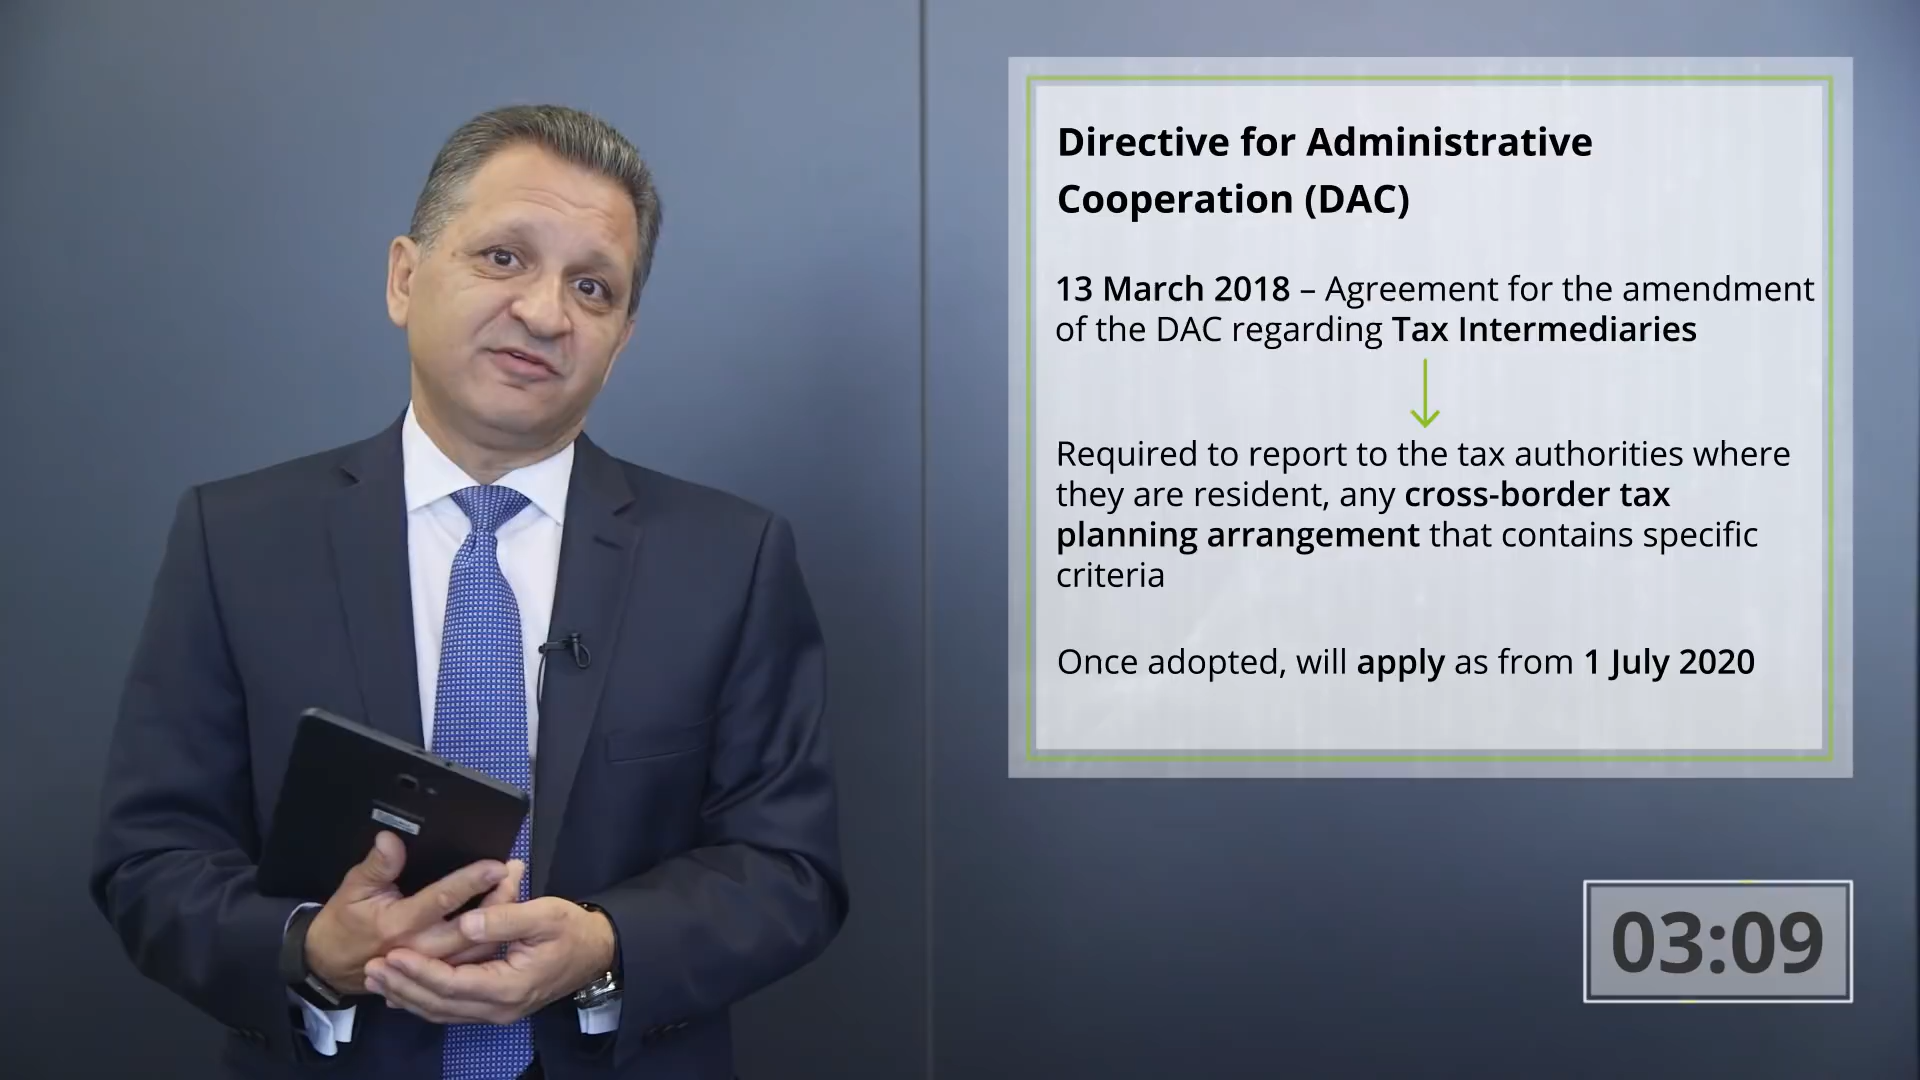 Directive for Administrative
Cooperation (DAC)
13 March 2018 – Agreement for the amendment
of the DAC regarding Tax Intermediaries
Required to report to the tax authorities where
they are resident, any cross-border tax
planning arrangement that contains specific
criteria
Once adopted, will apply as from 1 July 2020
03:09